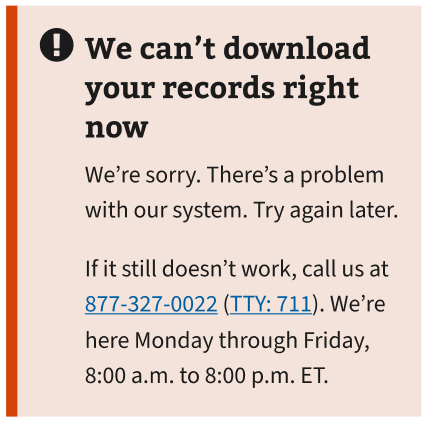 We can’t download
your records right
now
We’re sorry. There’s a problem
with our system. Try again later.
If it still doesn’t work, call us at
877-327-0022 (TTY: 711). We’re
here Monday through Friday,
8:00 a.m. to 8:00 p.m. ET.